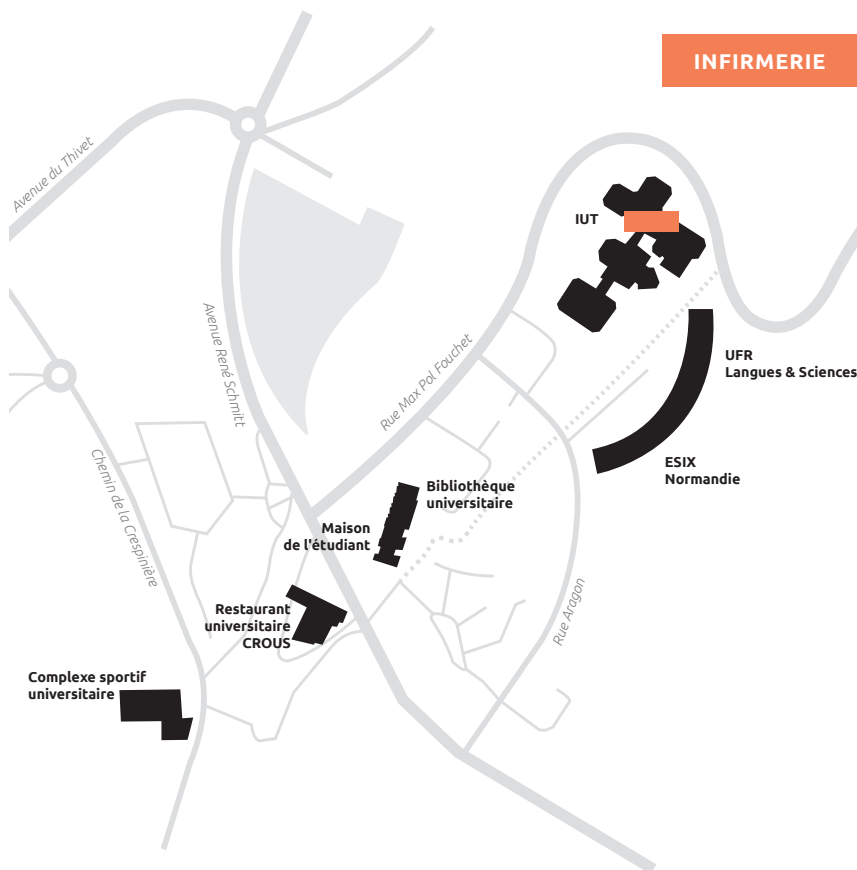 INFIRMERIE
Avenue du Thivet
IUT
Avenue René Schmitt
Rue Max Pol Fouchet
UFR
Langues & Sciences
ESIX
Normandie
Chemin de la Crespinière
Bibliothèque
universitaire
Maison
de l'étudiant
Rue Aragon
Restaurant
universitaire
CROUS
Complexe sportif
universitaire